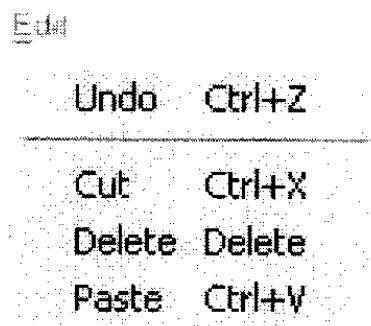 Edit
Undo Ctrl+Z
Cut Ctrl+X
Delete Delete
Paste Ctrl+V